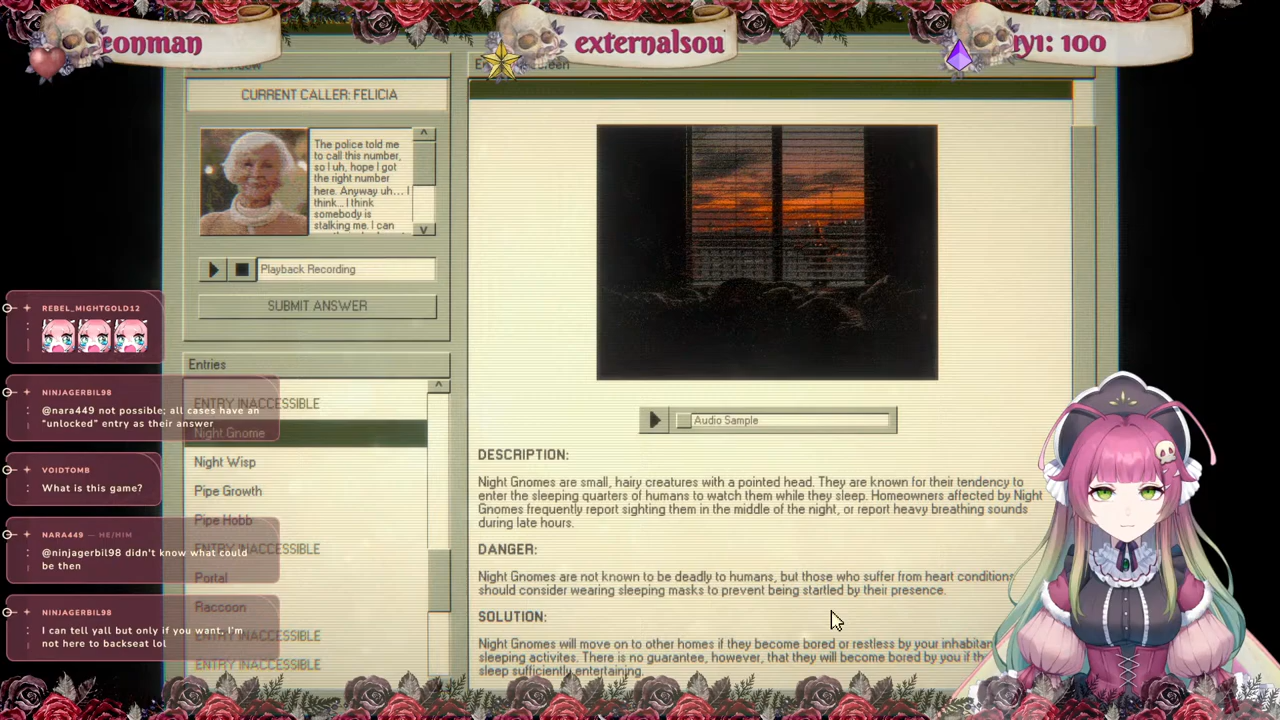 conman
externalsou
iyi: 100
CURRENT CALLER: FELICIA
The police told me
to call this number,
so I uh, hope I got
the right number
here. Anyway uh... I
think... I think
somebody is
stalking me. I can
Playback Recording
SUBMIT ANSWER
Entries
ENTRY INACCESSIBLE
Night Gnome
Night Wisp
Pipe Growth
Pipe Hobb
ENTRY INACCESSIBLE
Portal
Raccoon
ENTRY INACCESSIBLE
ENTRY INACCESSIBLE
Audio Sample
DESCRIPTION:
Night Gnomes are small, hairy creatures with a pointed head. They are known for their tendency to
enter the sleeping quarters of humans to watch them while they sleep. Homeowners affected by Night
Gnomes frequently report sighting them in the middle of the night, or report heavy breathing sounds
during late hours.
DANGER:
Night Gnomes are not known to be deadly to humans, but those who suffer from heart conditions
should consider wearing sleeping masks to prevent being startled by their presence.
SOLUTION:
Night Gnomes will move on to other homes if they become bored or restless by your inhabitan
sleeping activites. There is no guarantee, however, that they will become bored by you if th
sleep sufficiently entertaining.
REBEL_MIGHTGOLD12
NINJAGERBIL98
@nara449 not possible; all cases have an
"unlocked" entry as their answer
VOIDTOMB
What is this game?
NARA449 — ME/HIM
@ninjagerbil98 didn't know what could
be then
NINJAGERBIL98
I can tell yall but only if you want, I'm
not here to backseat lol